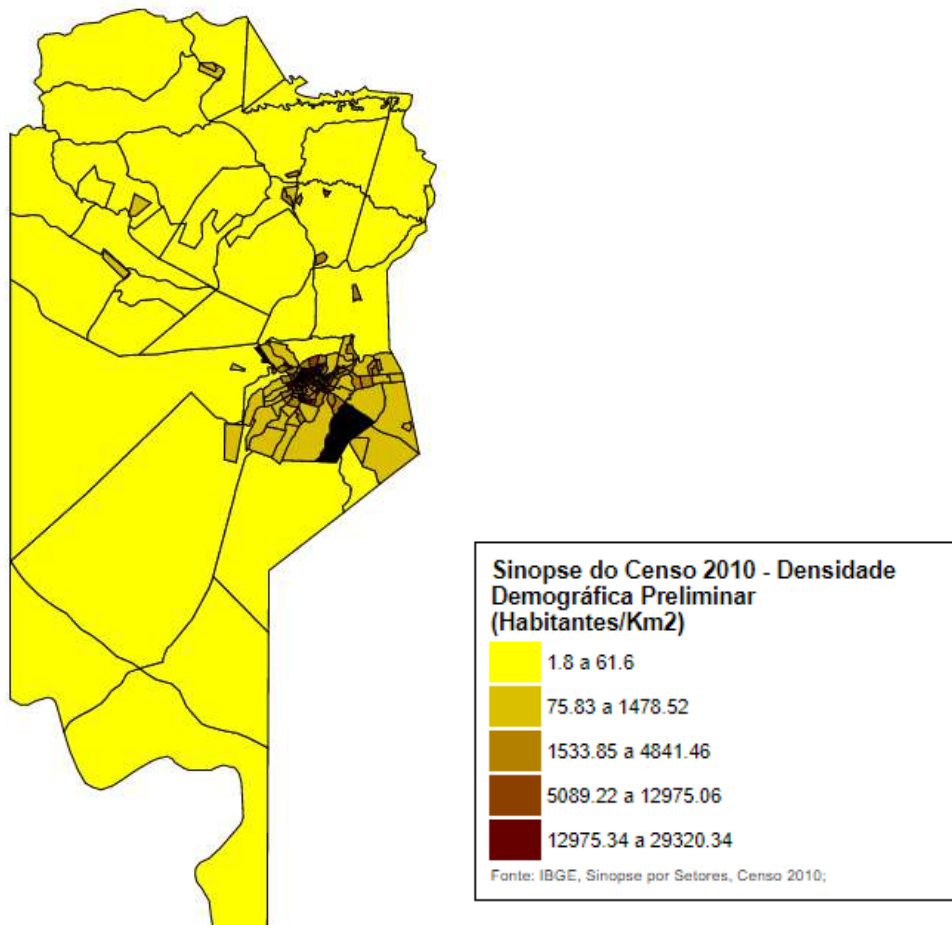 Sinopse do Censo 2010 - Densidade
Demográfica Preliminar
(Habitantes/Km2)
1.8 a 61.6
75.83 a 1478.52
1533.85 a 4841.46
5089.22 a 12975.06
12975.34 a 29320.34
Fonte: IBGE, Sinopse por Setores, Censo 2010;